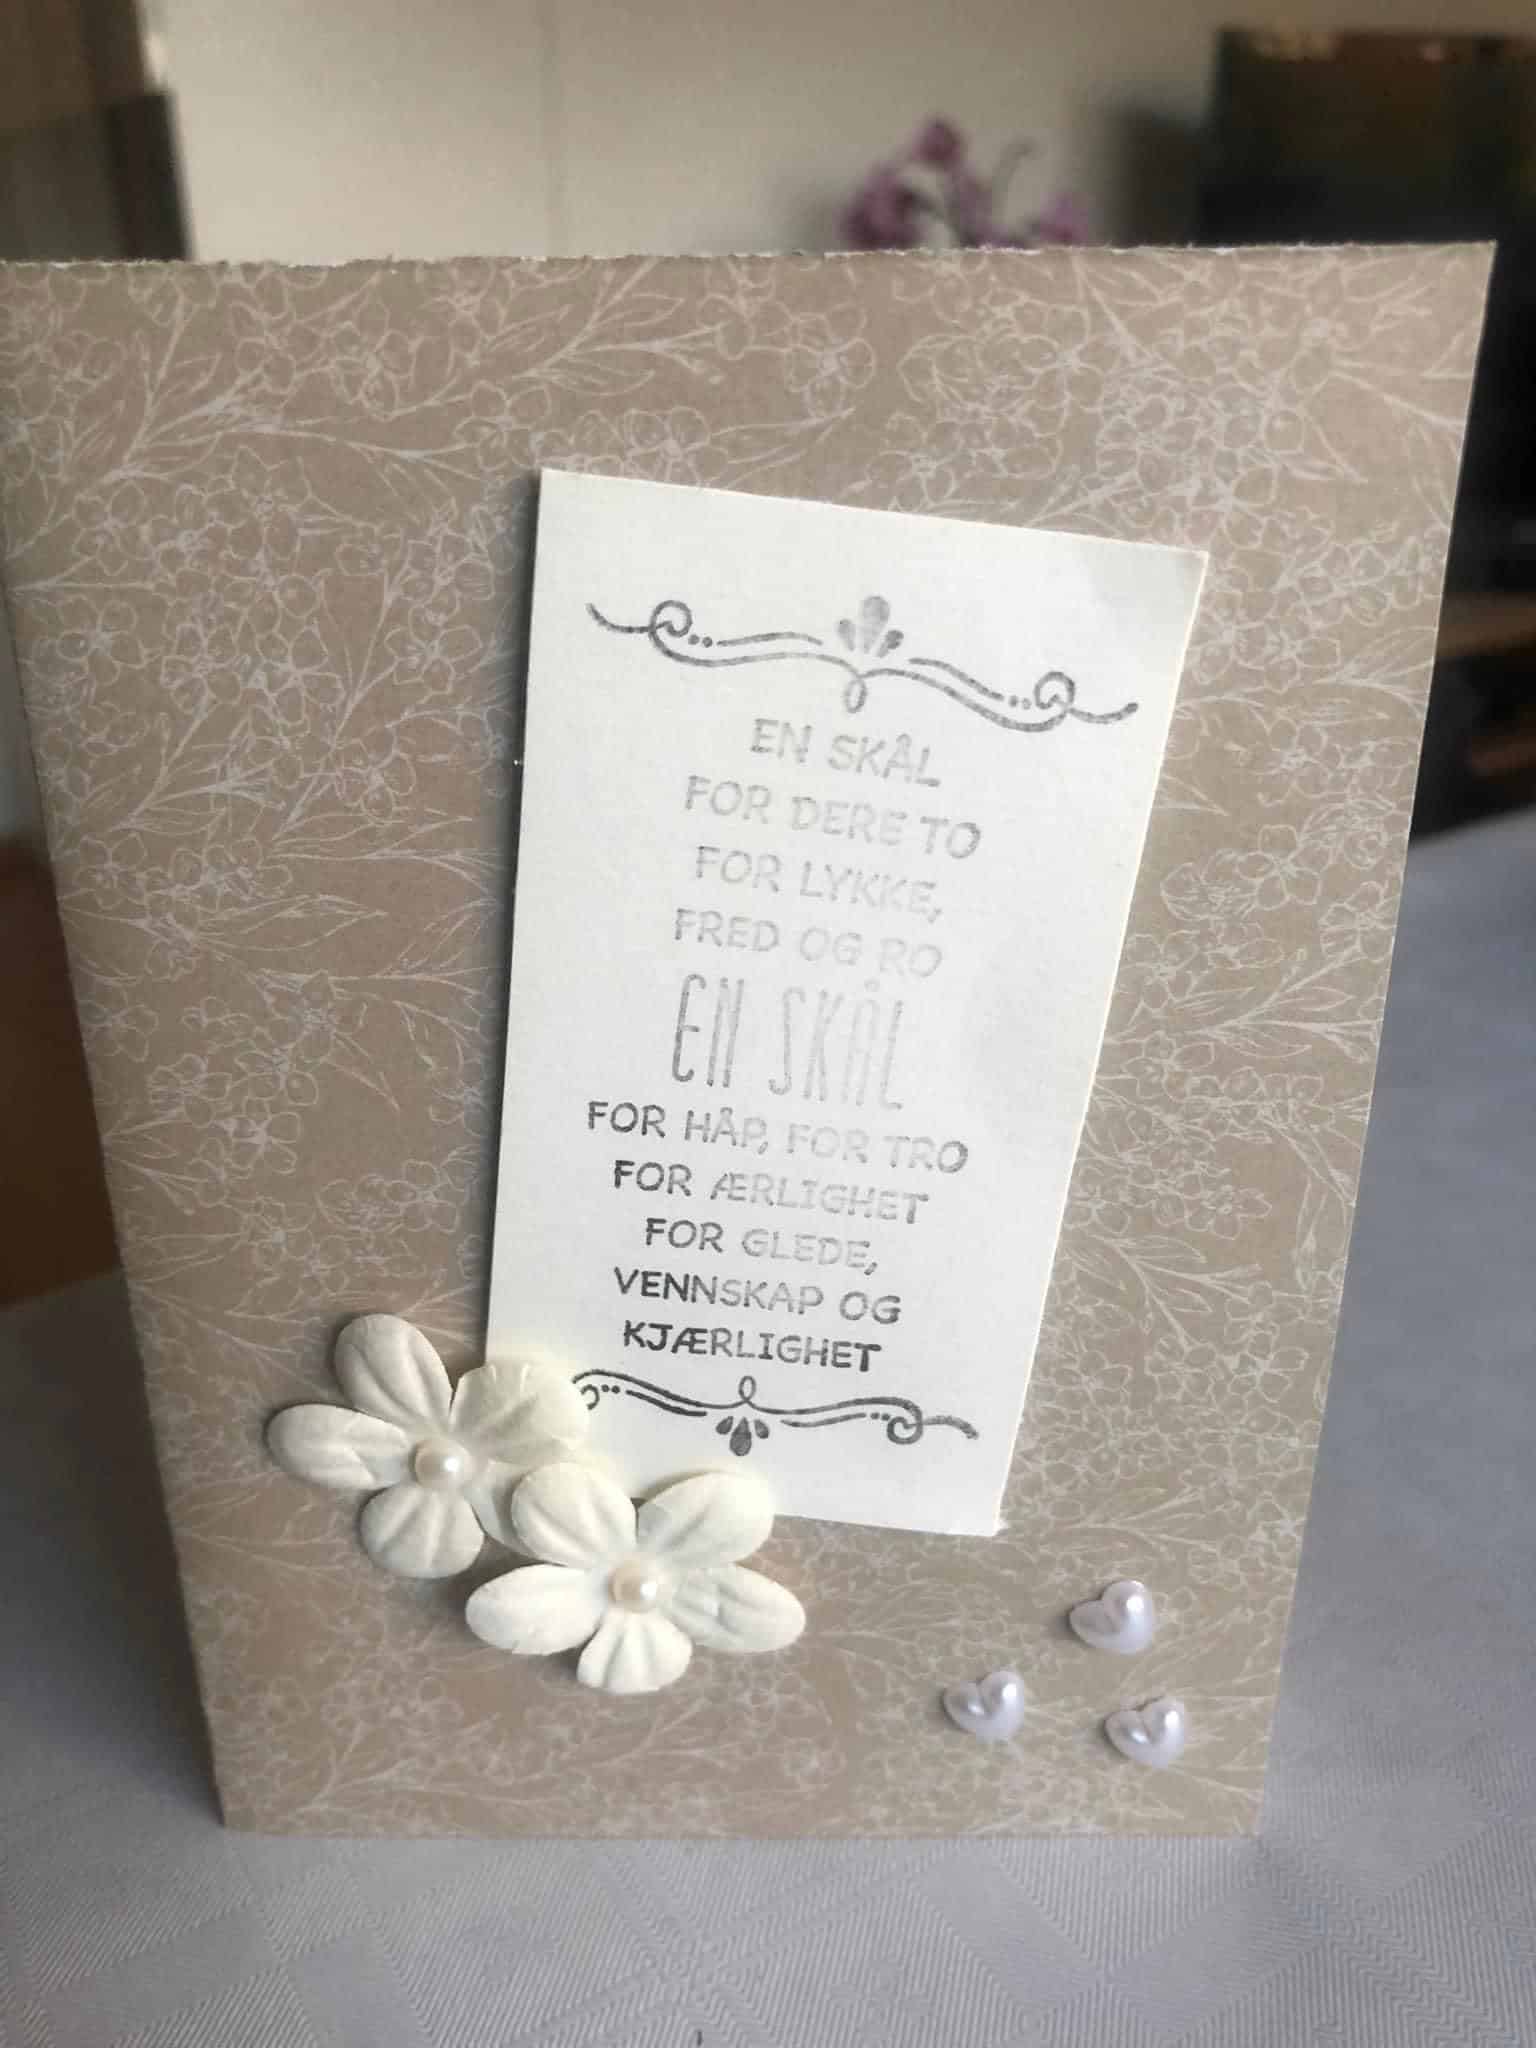 EN SKÅL
FOR DERE TO
FOR LYKKE,
FRED OG RO
EN SKÅL
FOR HÅP, FOR TRO
FOR ÆRLIGHET
FOR GLEDE,
VENNSKAP OG
KJÆRLIGHET